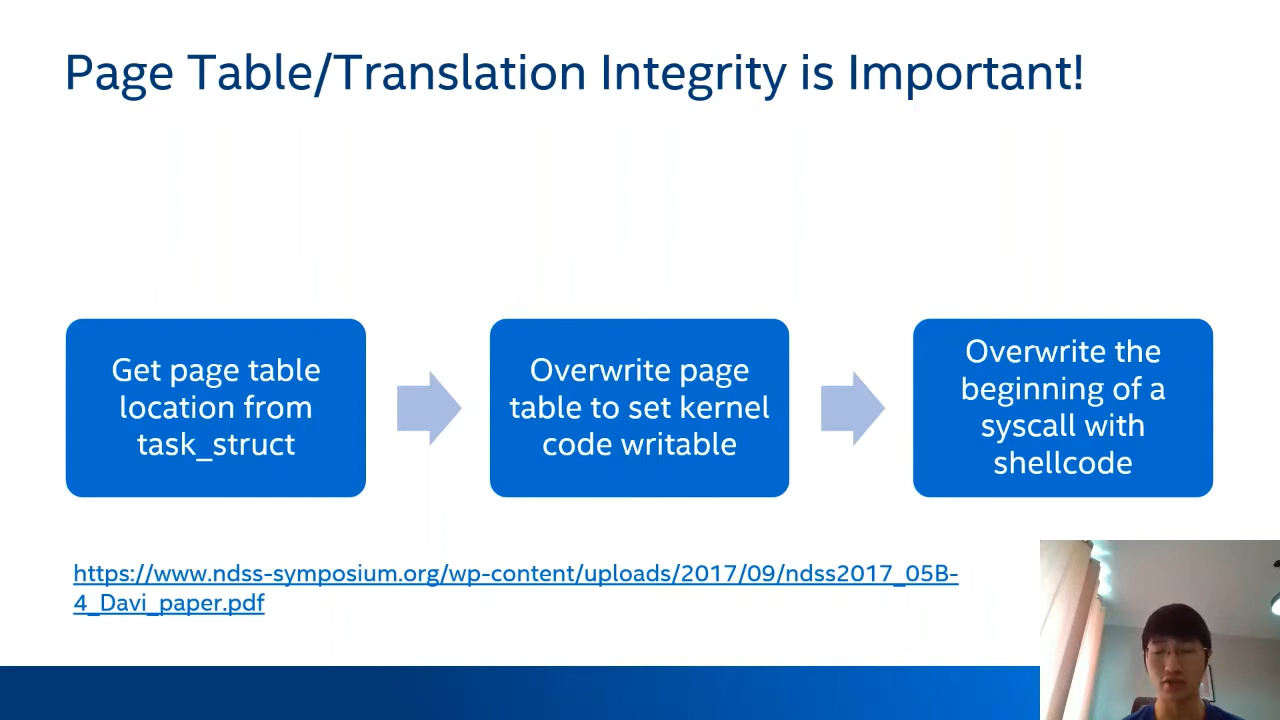 Page Table/Translation Integrity is Important!
Get page table
location from
task_struct
Overwrite page
table to set kernel
code writable
Overwrite the
beginning of a
syscall with
shellcode
https://www.ndss-symposium.org/wp-content/uploads/2017/09/ndss2017_05B-
4_Davi_paper.pdf